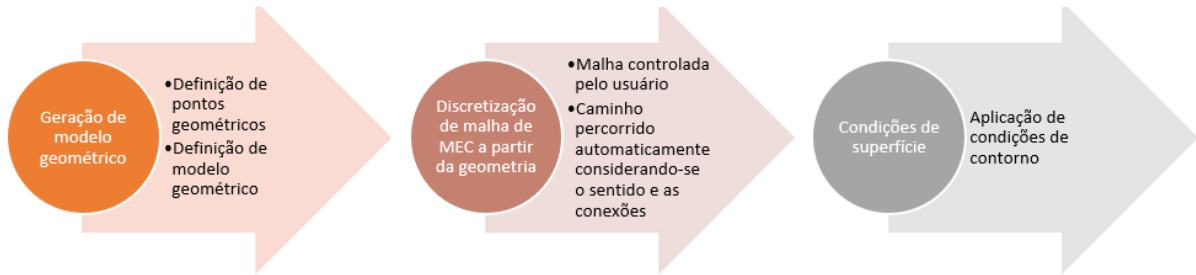 Geração de
modelo
geométrico
•Definição de
pontos
geométricos
•Definição de
modelo
geométrico
Discretização
de malha de
MEC a partir
da geometria
•Malha controlada
pelo usuário
•Caminho
percorrido
automaticamente
considerando-se
o sentido e as
conexões
Condições de
superfície
Aplicação de
condições de
contorno